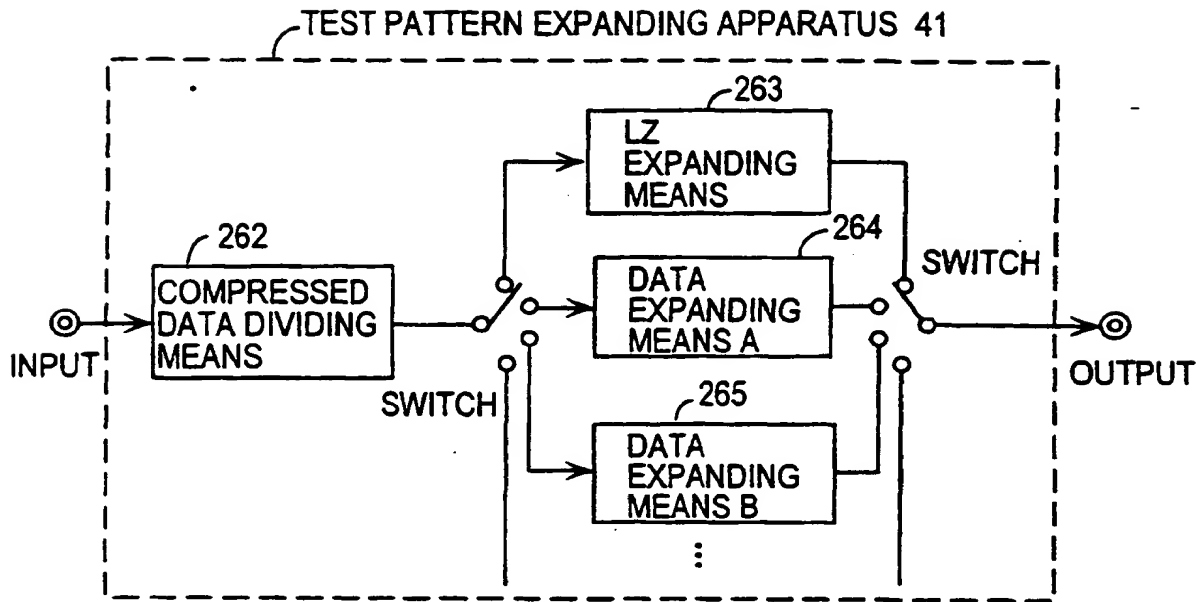 TEST PATTERN EXPANDING APPARATUS 41
263
LZ
EXPANDING
MEANS
262
COMPRESSED
DATA DIVIDING
MEANS
264
DATA
EXPANDING
MEANS A
SWITCH
INPUT
SWITCH
OUTPUT
265
DATA
EXPANDING
MEANS B